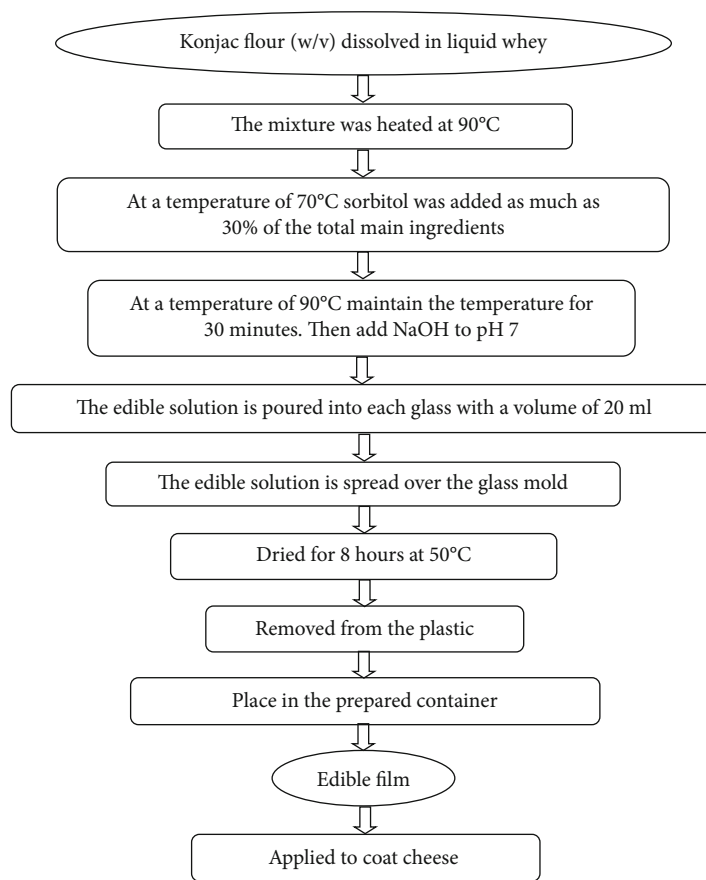 Konjac flour (w/v) dissolved in liquid whey
The mixture was heated at 90°C
At a temperature of 70°C sorbitol was added as much as
30% of the total main ingredients
At a temperature of 90°C maintain the temperature for
30 minutes. Then add NaOH to pH 7
The edible solution is poured into each glass with a volume of 20 ml
The edible solution is spread over the glass mold
Dried for 8 hours at 50°C
Removed from the plastic
Place in the prepared container
Edible film
Applied to coat cheese